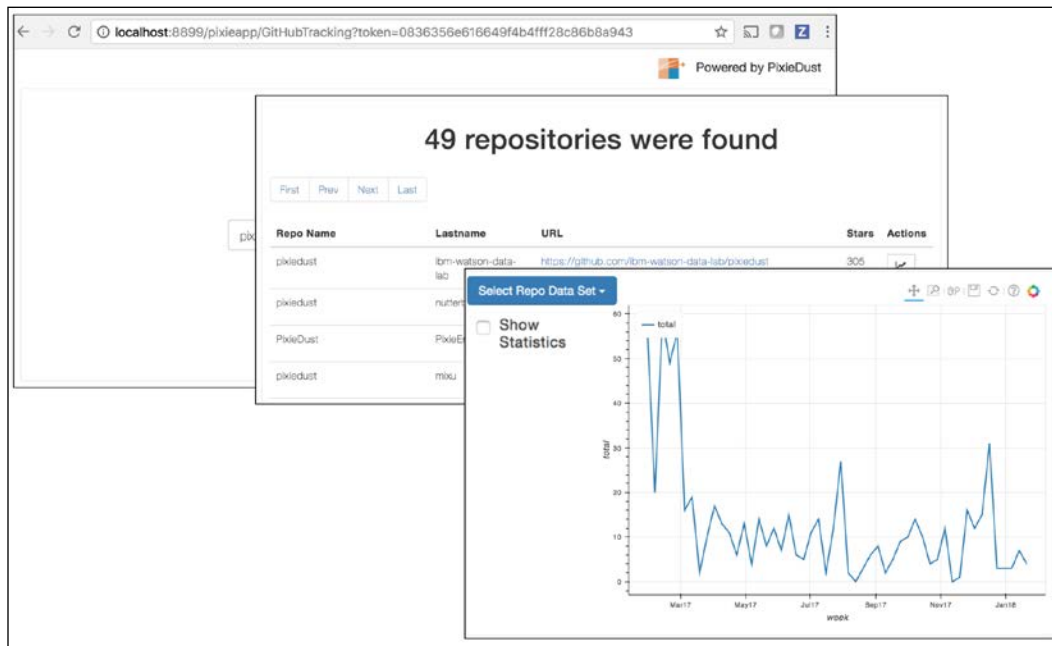 localhost:8899/pixieapp/GitHubTracking?token=0836356e616649f4b4fff28c86b8a943
Z
Powered by PixieDust
pix
49 repositories were found
First Prev Next Last
Repo Name Lastname URL Stars Actions
pixiedust ibm-watson-data-lab https://github.com/ibm-watson-data-lab/pixiedust 305
pixiedust
PixieDust PixieE
pixiedust mixu
Select Repo Data Set
Show
Statistics
total
60
50
40
30
20
10
0
total
Mar17 May17 Jul17 Sep17 Nov17 Jan18
week